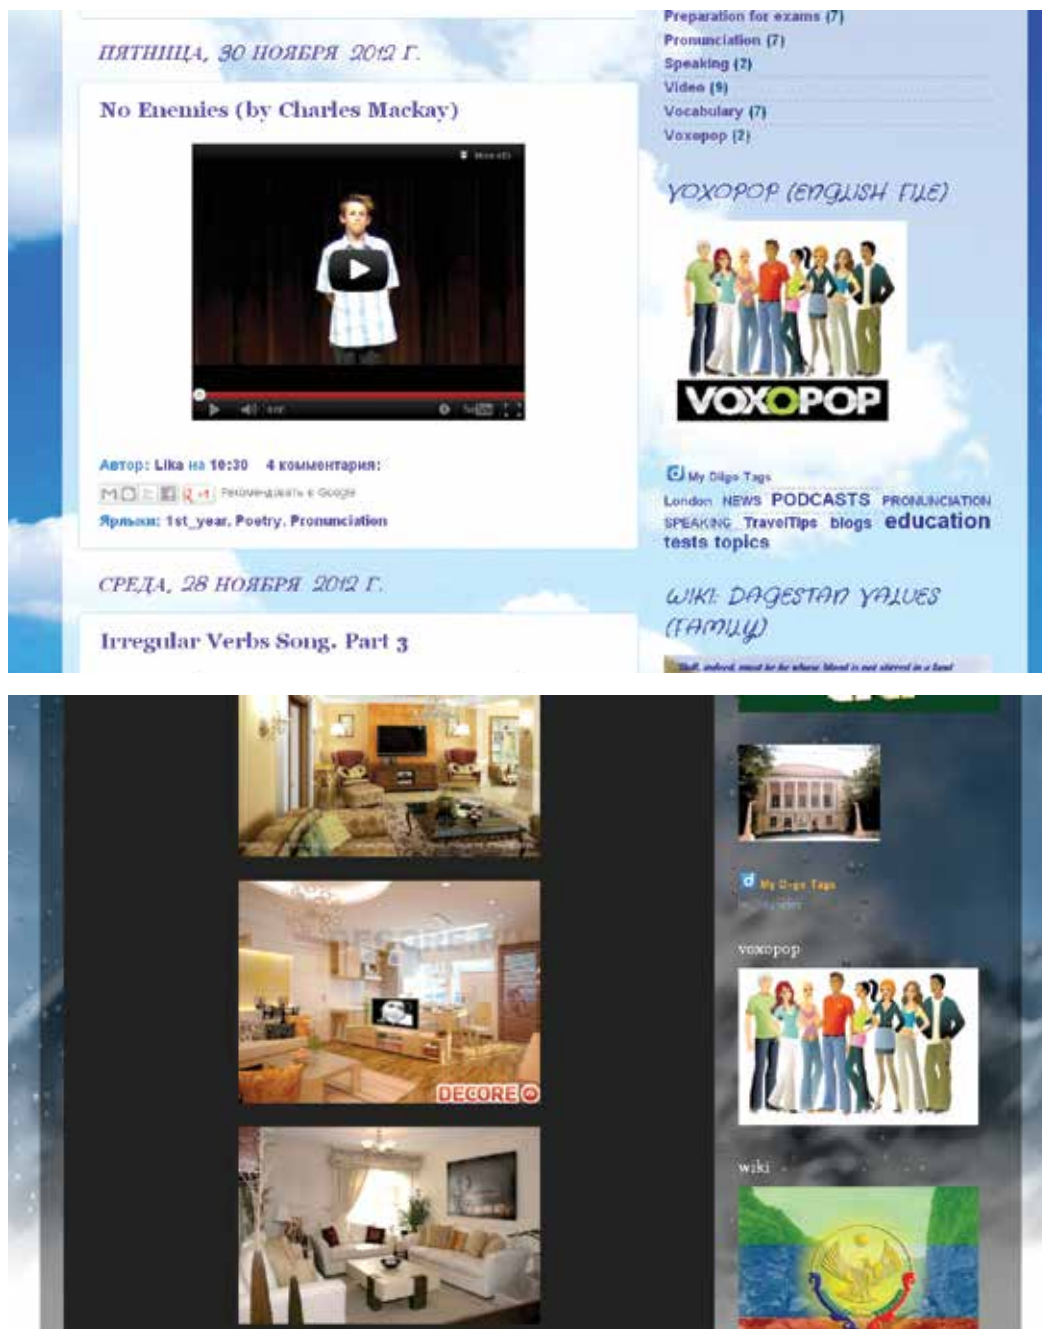 ПЯТНИЦА, 30 НОЯБРЯ 2012 Г.
No Enemies (by Charles Mackay)
Автор: Lika на 10:30 4 комментария:
Рекомендовать в Google
Ярлыки: 1st_year, Poetry, Pronunciation
СРЕДА, 28 НОЯБРЯ 2012 Г.
Irregular Verbs Song. Part 3
Preparation for exams (7)
Pronunciation (7)
Speaking (2)
Video (9)
Vocabulary (7)
Voxopop (2)
VOXOPOP (ENGLISH FILE)
VOXOPOP
My Diigo Tags
London NEWS PODCASTS PRONUNCIATION
SPEAKING TravelTips blogs education
tests topics
WIKI: DAGESTAN VALUES
(FAMILY)
DECORE
My Diigo Tags
voxopop
wiki